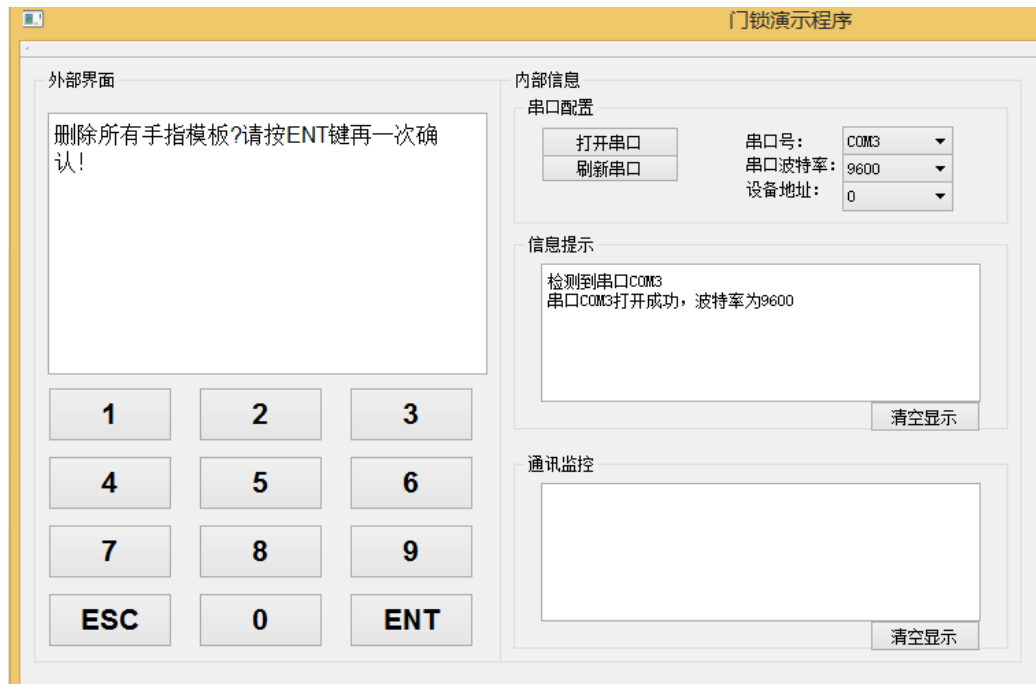 门锁演示程序
外部界面
删除所有手指模板?请按ENT键再一次确
认!
1 2 3
4 5 6
7 8 9
ESC 0 ENT
内部信息
串口配置
打开串口
刷新串口
串口号: COM3
串口波特率: 9600
设备地址: 0
信息提示
检测到串口COM3
串口COM3打开成功，波特率为9600
清空显示
通讯监控
清空显示